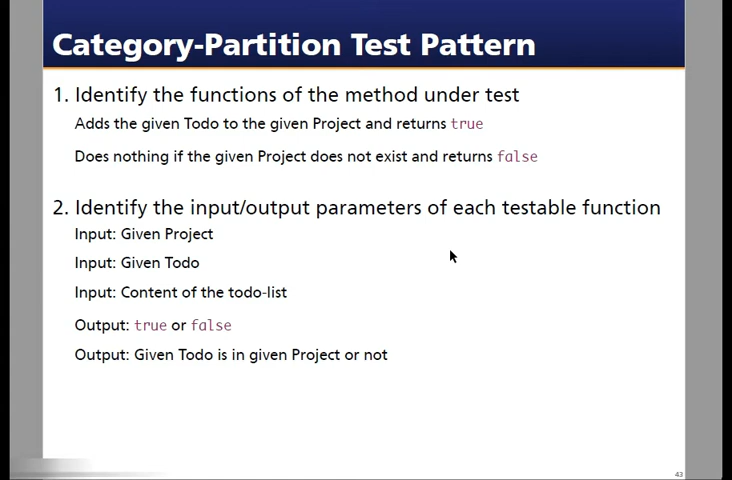 Category-Partition Test Pattern
1. Identify the functions of the method under test
Adds the given Todo to the given Project and returns true
Does nothing if the given Project does not exist and returns false
2. Identify the input/output parameters of each testable function
Input: Given Project
Input: Given Todo
Input: Content of the todo-list
Output: true or false
Output: Given Todo is in given Project or not
43